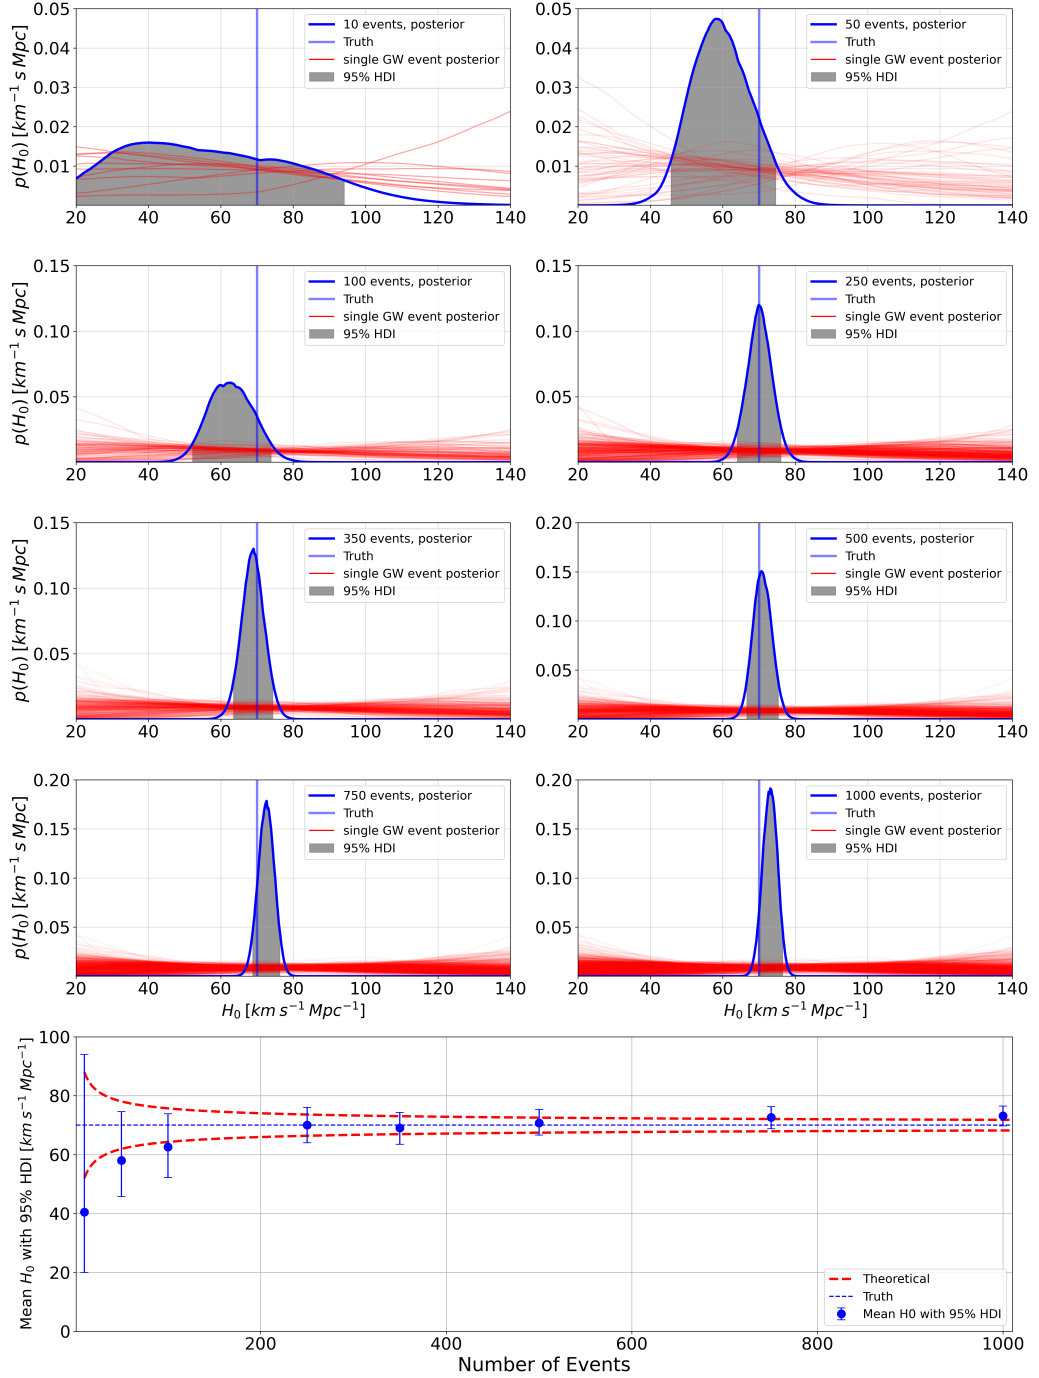 0.05
0.04
0.03
0.02
0.01
p(H₀) [km⁻¹ s Mpc]
10 events, posterior
Truth
single GW event posterior
95% HDI
20 40 60 80 100 120 140
0.05
0.04
0.03
0.02
0.01
50 events, posterior
Truth
single GW event posterior
95% HDI
20 40 60 80 100 120 140
0.15
0.10
0.05
p(H₀) [km⁻¹ s Mpc]
100 events, posterior
Truth
single GW event posterior
95% HDI
20 40 60 80 100 120 140
0.15
0.10
0.05
250 events, posterior
Truth
single GW event posterior
95% HDI
20 40 60 80 100 120 140
0.15
0.10
0.05
p(H₀) [km⁻¹ s Mpc]
350 events, posterior
Truth
single GW event posterior
95% HDI
20 40 60 80 100 120 140
0.20
0.15
0.10
0.05
500 events, posterior
Truth
single GW event posterior
95% HDI
20 40 60 80 100 120 140
0.20
0.15
0.10
0.05
p(H₀) [km⁻¹ s Mpc]
750 events, posterior
Truth
single GW event posterior
95% HDI
20 40 60 80 100 120 140
H₀ [km s⁻¹ Mpc⁻¹]
0.20
0.15
0.10
0.05
1000 events, posterior
Truth
single GW event posterior
95% HDI
20 40 60 80 100 120 140
H₀ [km s⁻¹ Mpc⁻¹]
100
80
60
40
20
0
Mean H₀ with 95% HDI [km s⁻¹ Mpc⁻¹]
Theoretical
Truth
Mean H0 with 95% HDI
200 400 600 800 1000
Number of Events